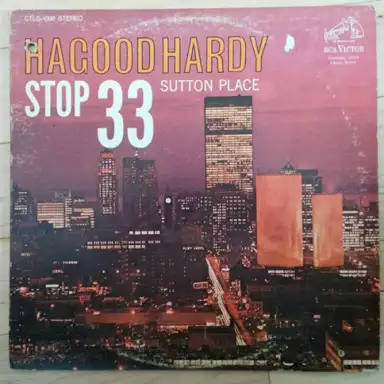 HAGOOD HARDY
STOP 33
SUTTON PLACE
RCA VICTOR